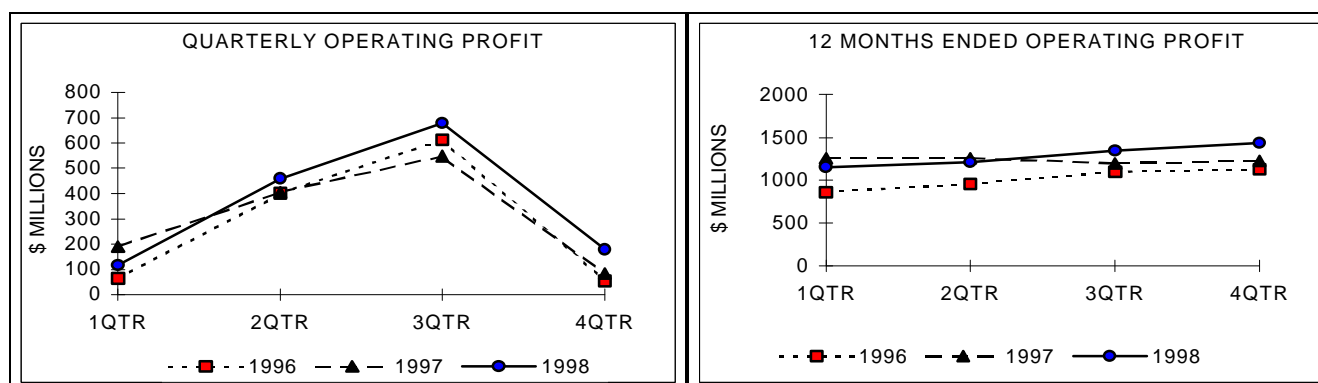 QUARTERLY OPERATING PROFIT
$ MILLIONS
800
700
600
500
400
300
200
100
0
1QTR 2QTR 3QTR 4QTR
1996 1997 1998
12 MONTHS ENDED OPERATING PROFIT
$ MILLIONS
2000
1500
1000
500
0
1QTR 2QTR 3QTR 4QTR
1996 1997 1998